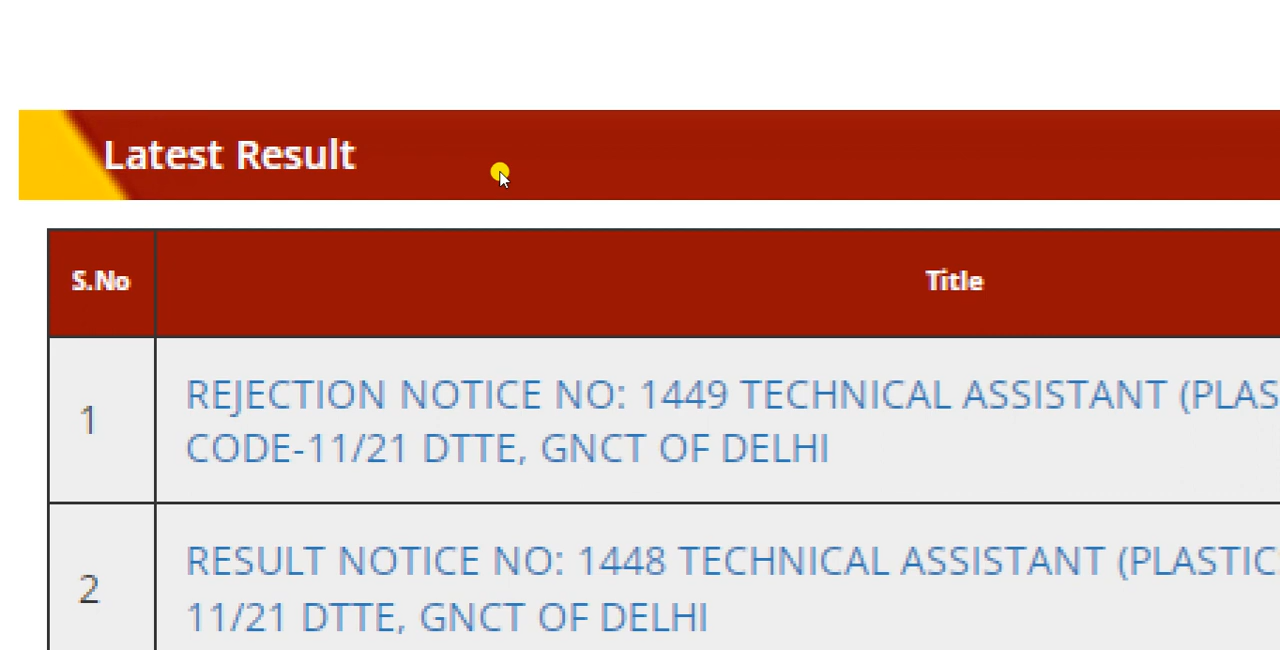 Latest Result
S.No Title
1 REJECTION NOTICE NO: 1449 TECHNICAL ASSISTANT
CODE-11/21 DTTE, GNCT OF DELHI
2 RESULT NOTICE NO: 1448 TECHNICAL ASSISTANT (PLASTIC
11/21 DTTE, GNCT OF DELHI